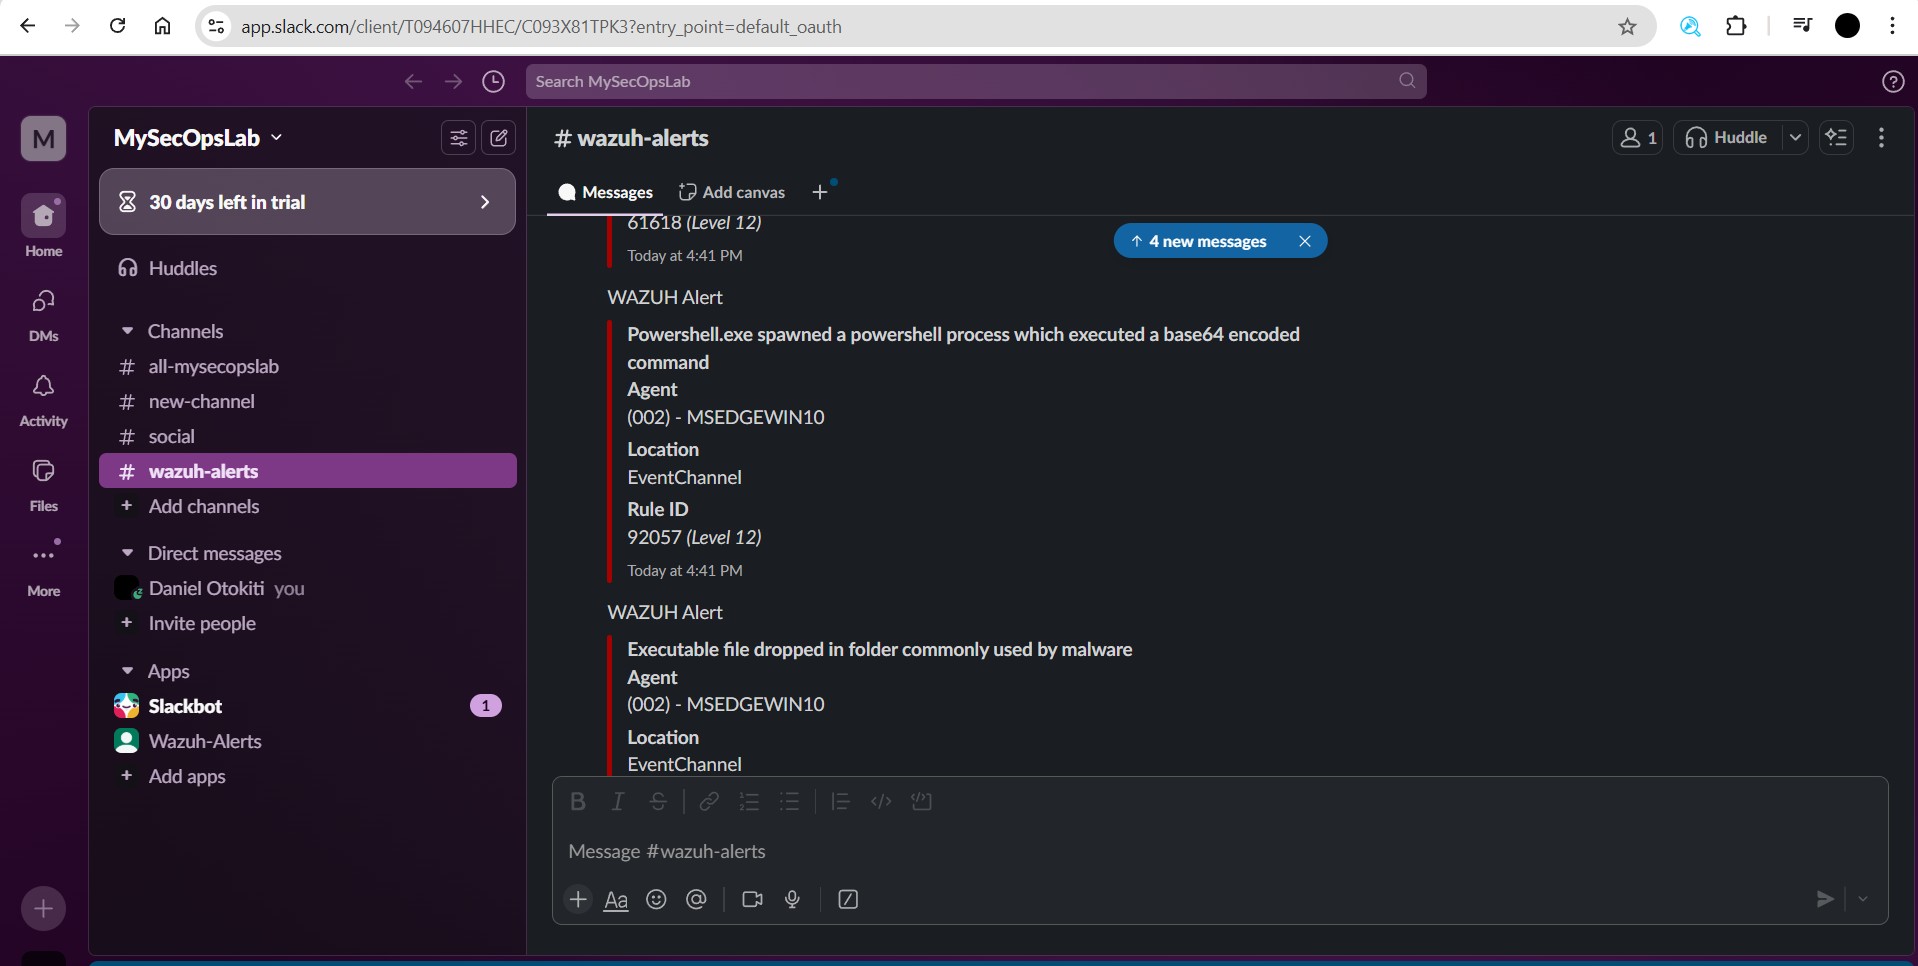 app.slack.com/client/T094607HHEC/C093X81TPK3?entry_point=default_oauth
Search MySecOpsLab
M
MySecOpsLab
30 days left in trial
Home
DMs
Activity
Files
More
Huddles
Channels
# all-mysecopslab
# new-channel
# social
# wazuh-alerts
+ Add channels
Direct messages
Daniel Otokiti you
+ Invite people
Apps
Slackbot 1
Wazuh-Alerts
+ Add apps
# wazuh-alerts
1
Huddle
Messages
Add canvas
+
4 new messages
61618 (Level 12)
Today at 4:41 PM
WAZUH Alert
Powershell.exe spawned a powershell process which executed a base64 encoded
command
Agent
(002) - MSEDGEWIN10
Location
EventChannel
Rule ID
92057 (Level 12)
Today at 4:41 PM
WAZUH Alert
Executable file dropped in folder commonly used by malware
Agent
(002) - MSEDGEWIN10
Location
EventChannel
B I S
Message #wazuh-alerts
+ Aa @